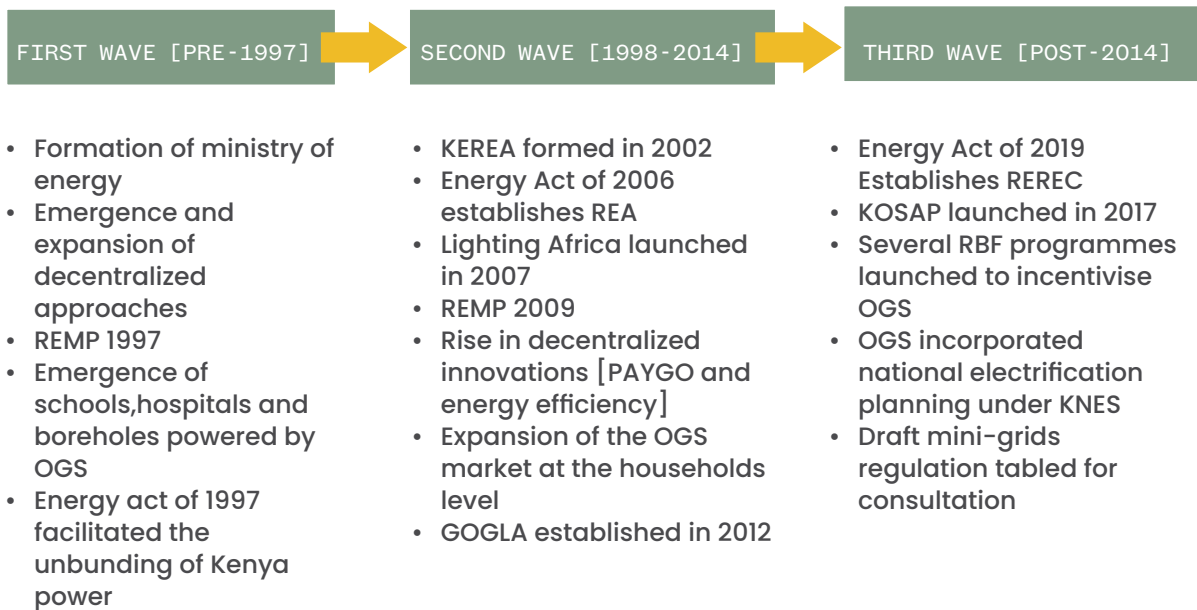 FIRST WAVE [PRE-1997]
SECOND WAVE [1998-2014]
THIRD WAVE [POST-2014]
• Formation of ministry of
energy
• Emergence and
expansion of
decentralized
approaches
• REMP 1997
• Emergence of
schools,hospitals and
boreholes powered by
OGS
• Energy act of 1997
facilitated the
unbunding of Kenya
power
• KEREA formed in 2002
• Energy Act of 2006
establishes REA
• Lighting Africa launched
in 2007
• REMP 2009
• Rise in decentralized
innovations [PAYGO and
energy efficiency]
• Expansion of the OGS
market at the households
level
• GOGLA established in 2012
• Energy Act of 2019
Establishes REREC
• KOSAP launched in 2017
• Several RBF programmes
launched to incentivise
OGS
• OGS incorporated
national electrification
planning under KNES
• Draft mini-grids
regulation tabled for
consultation